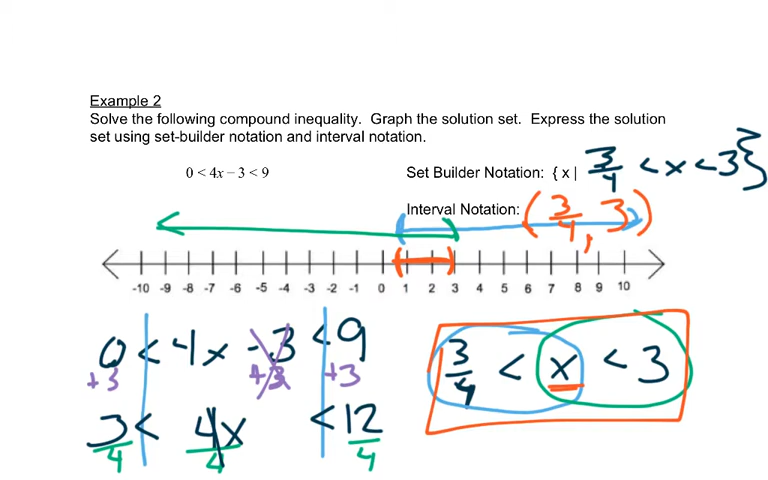 Example 2
Solve the following compound inequality. Graph the solution set. Express the solution
set using set-builder notation and interval notation.
0 < 4x – 3 < 9
Set Builder Notation: { x | 3/4 < x < 3 }
Interval Notation: ( 3/4 , 3 )
-10 -9 -8 -7 -6 -5 -4 -3 -2 -1 0 1 2 3 4 5 6 7 8 9 10
0 < 4x - 3 < 9
+3 +3 +3
3/4 < 4x/4 < 12/4
3/4 < x < 3